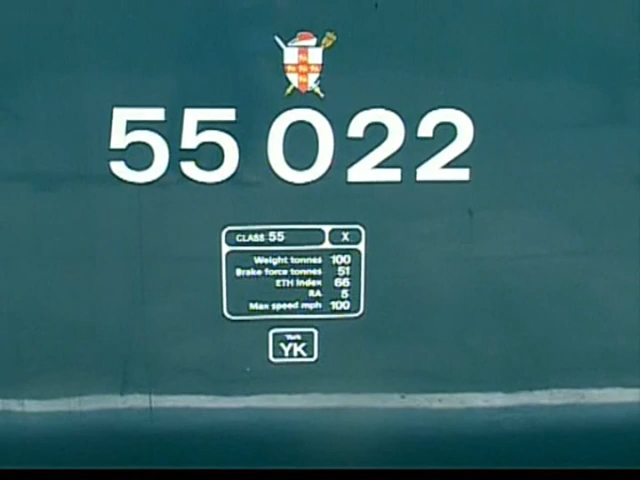 55 022
CLASS 55 X
Weight tonnes 100
Brake force tonnes 51
ETH Index 66
RA 5
Max speed mph 100
York
YK